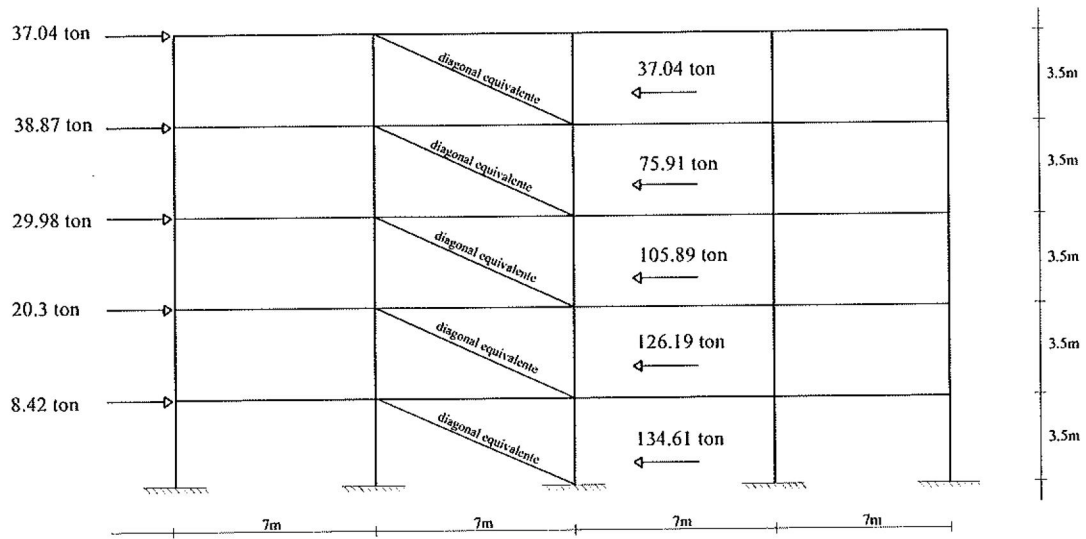 37.04 ton
diagonal equivalente
37.04 ton
3.5m
38.87 ton
diagonal equivalente
75.91 ton
3.5m
29.98 ton
diagonal equivalente
105.89 ton
3.5m
20.3 ton
diagonal equivalente
126.19 ton
3.5m
8.42 ton
diagonal equivalente
134.61 ton
3.5m
7m
7m
7m
7m